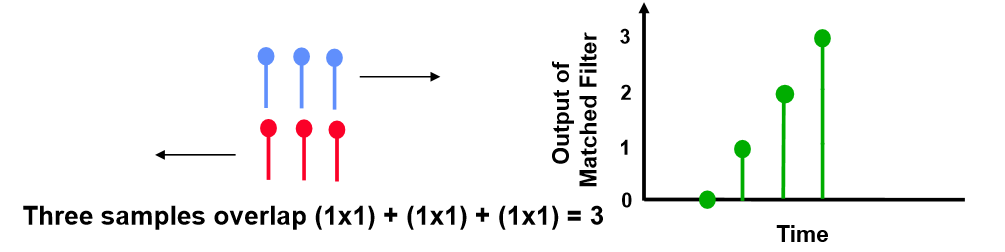 Three samples overlap (1x1) + (1x1) + (1x1) = 3
Output of
Matched Filter
3
2
1
0
Time